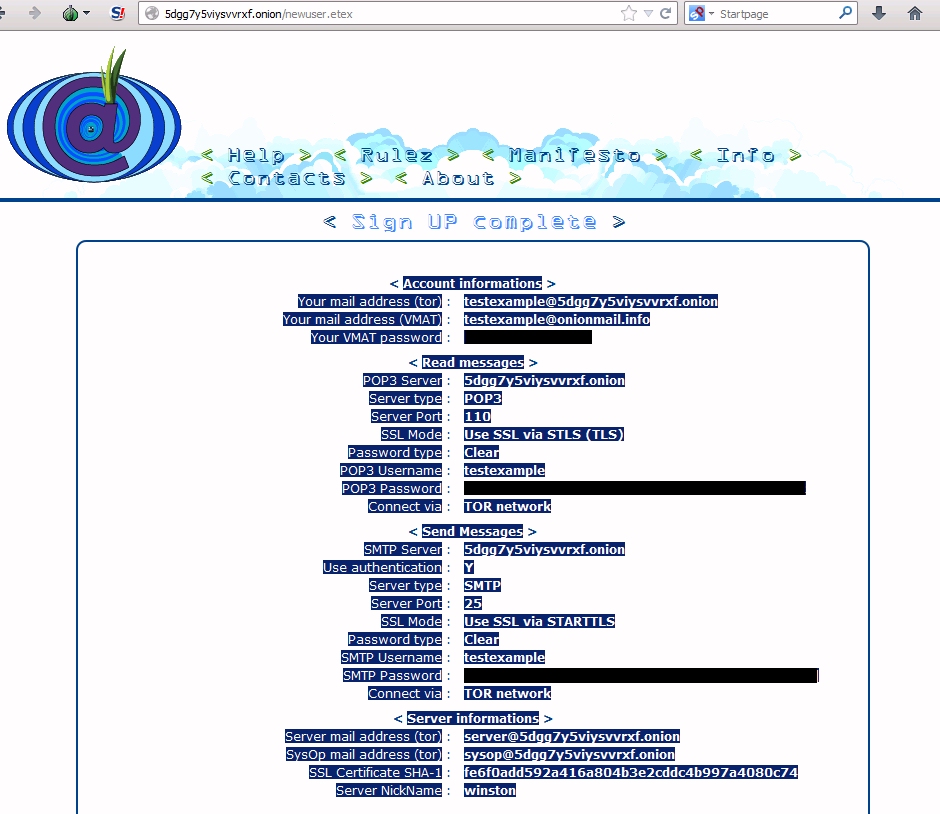 5dgg7y5viysvvrxf.onion/newuser.etex
Startpage
< Help > < Rulez > < Manifesto > < Info >
< Contacts > < About >
< Sign UP complete >
< Account informations >
Your mail address (tor) : testexample@5dgg7y5viysvvrxf.onion
Your mail address (VMAT) : testexample@onionmail.info
Your VMAT password :
< Read messages >
POP3 Server : 5dgg7y5viysvvrxf.onion
Server type : POP3
Server Port : 110
SSL Mode : Use SSL via STLS (TLS)
Password type : Clear
POP3 Username : testexample
POP3 Password :
Connect via : TOR network
< Send Messages >
SMTP Server : 5dgg7y5viysvvrxf.onion
Use authentication : Y
Server type : SMTP
Server Port : 25
SSL Mode : Use SSL via STARTTLS
Password type : Clear
SMTP Username : testexample
SMTP Password :
Connect via : TOR network
< Server informations >
Server mail address (tor) : server@5dgg7y5viysvvrxf.onion
SysOp mail address (tor) : sysop@5dgg7y5viysvvrxf.onion
SSL Certificate SHA-1 : fe6f0add592a416a804b3e2cddc4b997a4080c74
Server NickName : winston